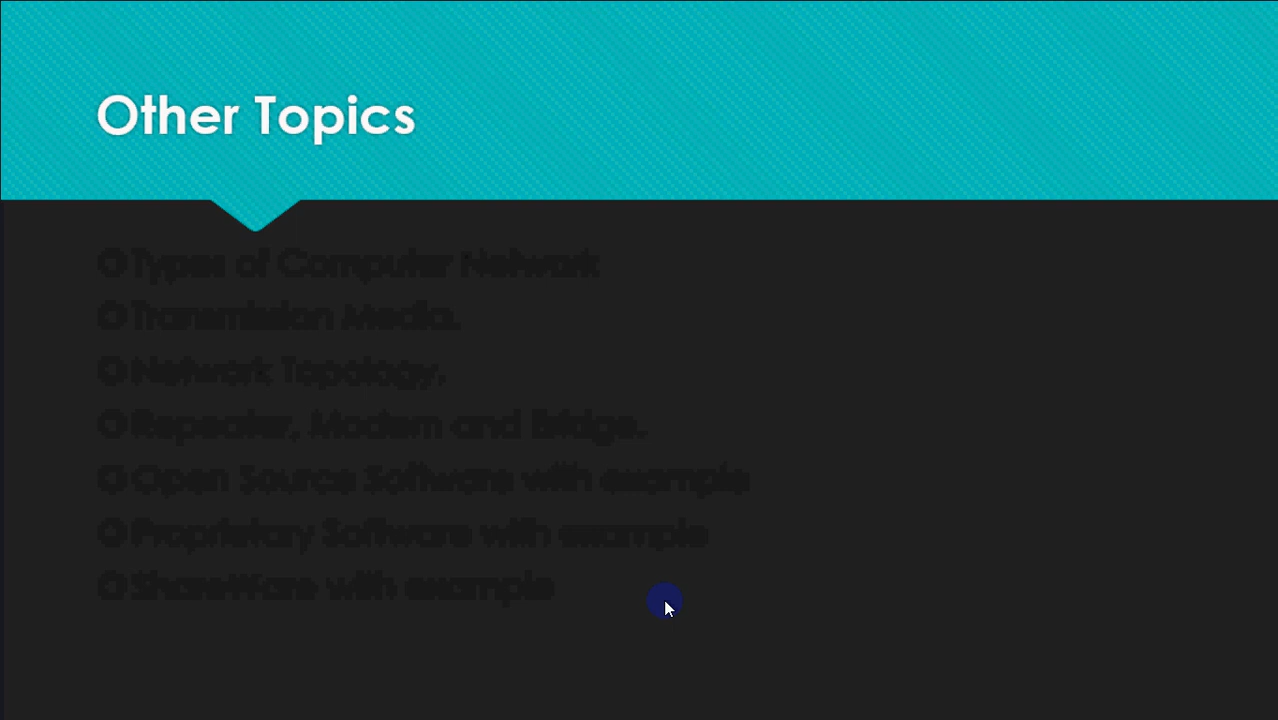 Other Topics
Types of Computer Network
Transmission Media.
Network Topology.
Repeater, Modem and Bridge.
Open Source Software with example
Proprietary Software with example
ShareWare with example